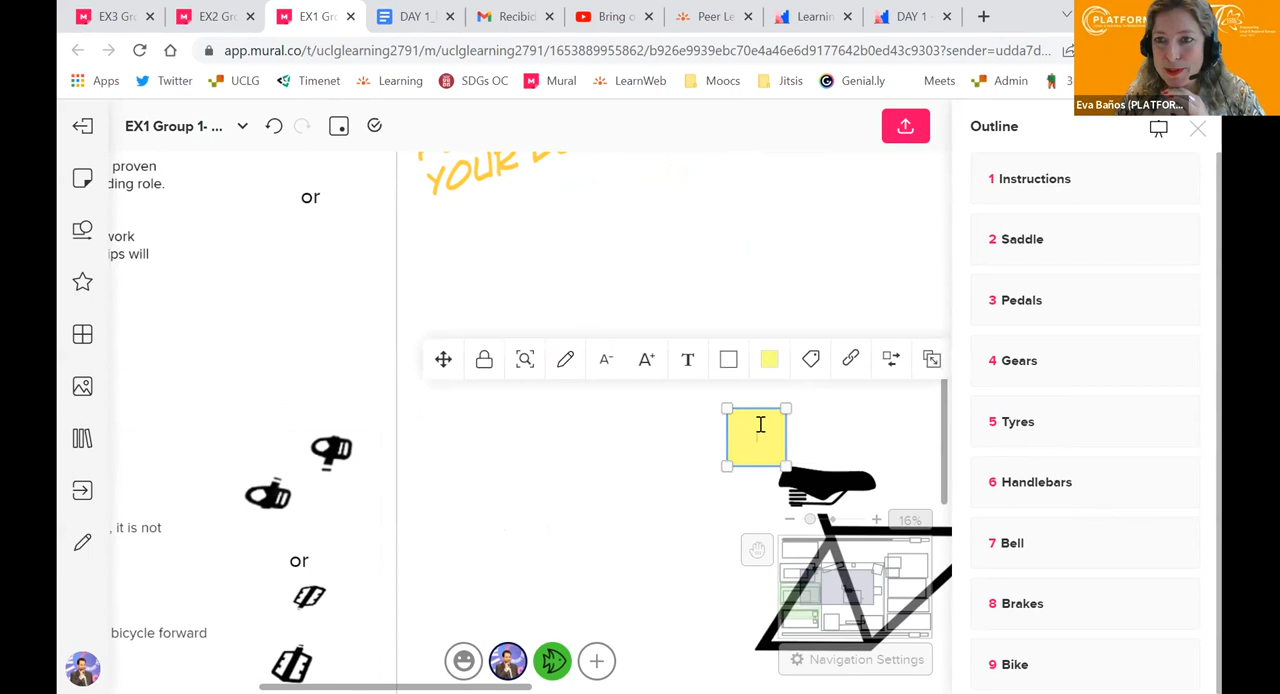 EX3 Gr
EX2 Gr
EX1 Gr
DAY 1_
Recibid
Bring o
Peer Le
Learnin
DAY 1 -
app.mural.co/t/uclglearning2791/m/uclglearning2791/1653889955862/b926e9939ebc70e4a46e6d9177642b0ed43c9303?sender=udda7d...
Apps
Twitter
UCLG
Timenet
Learning
SDGs OC
Mural
LearnWeb
Moocs
Jitsis
Genial.ly
Meets
Admin
3
PLATFOR
Eva Baños (PLATFOR...
EX1 Group 1- ...
Outline
proven
ding role.
or
work
ips will
YOUR
1 Instructions
2 Saddle
3 Pedals
4 Gears
5 Tyres
6 Handlebars
7 Bell
8 Brakes
9 Bike
A-
A+
T
16%
, it is not
or
bicycle forward
Navigation Settings